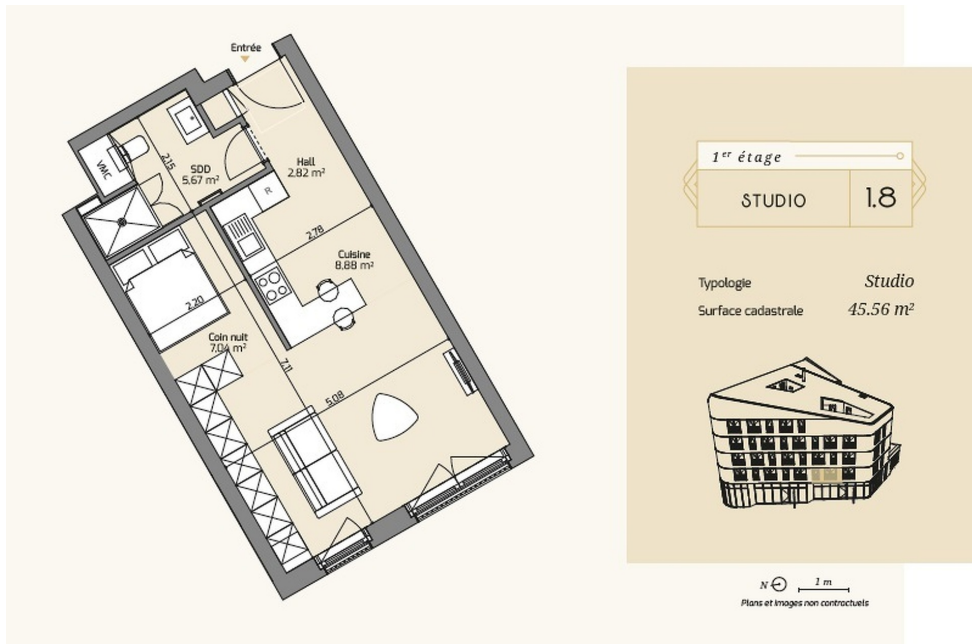 Entrée
VMC
2,15
SDD
5,67 m²
Hall
2,82 m²
R
2,78
Cuisine
8,88 m²
2,20
Coin nuit
7,04 m²
7,11
5,08
1er étage
STUDIO
1.8
Typologie Studio
Surface cadastrale 45.56 m²
N 1 m
Plans et images non contractuels